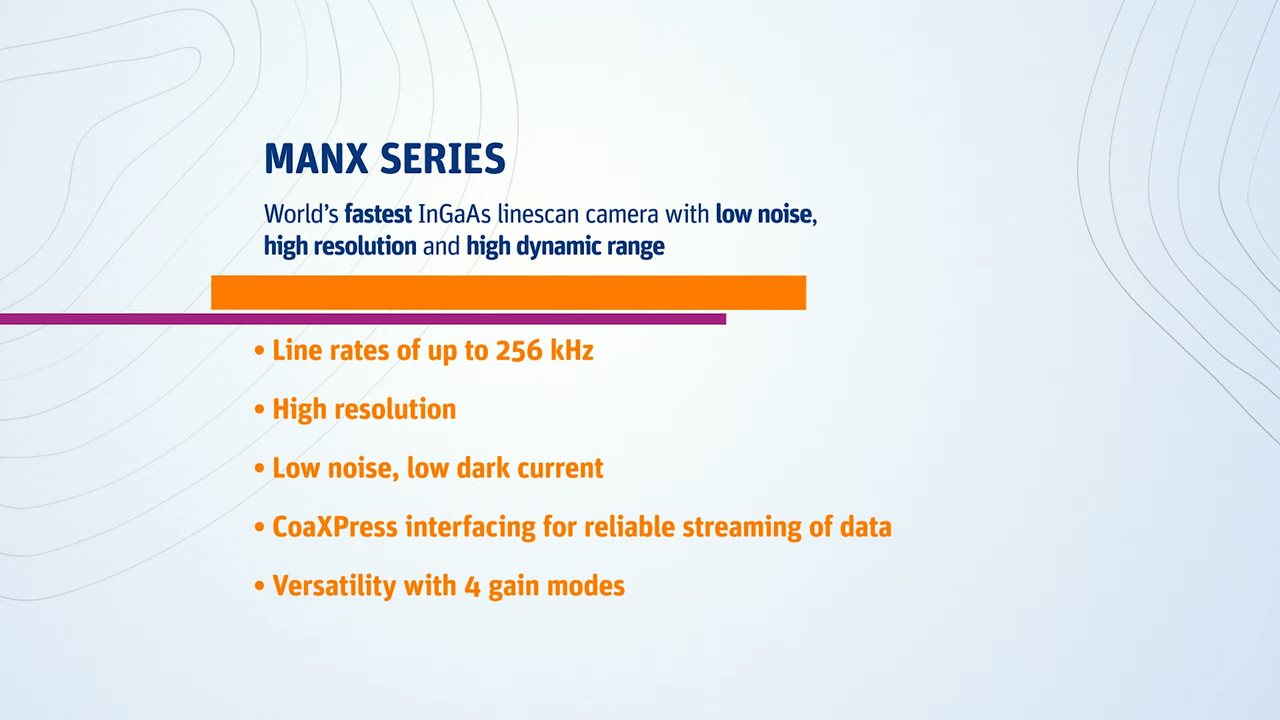 MANX SERIES
World’s fastest InGaAs linescan camera with low noise,
high resolution and high dynamic range
• Line rates of up to 256 kHz
• High resolution
• Low noise, low dark current
• CoaXPress interfacing for reliable streaming of data
• Versatility with 4 gain modes